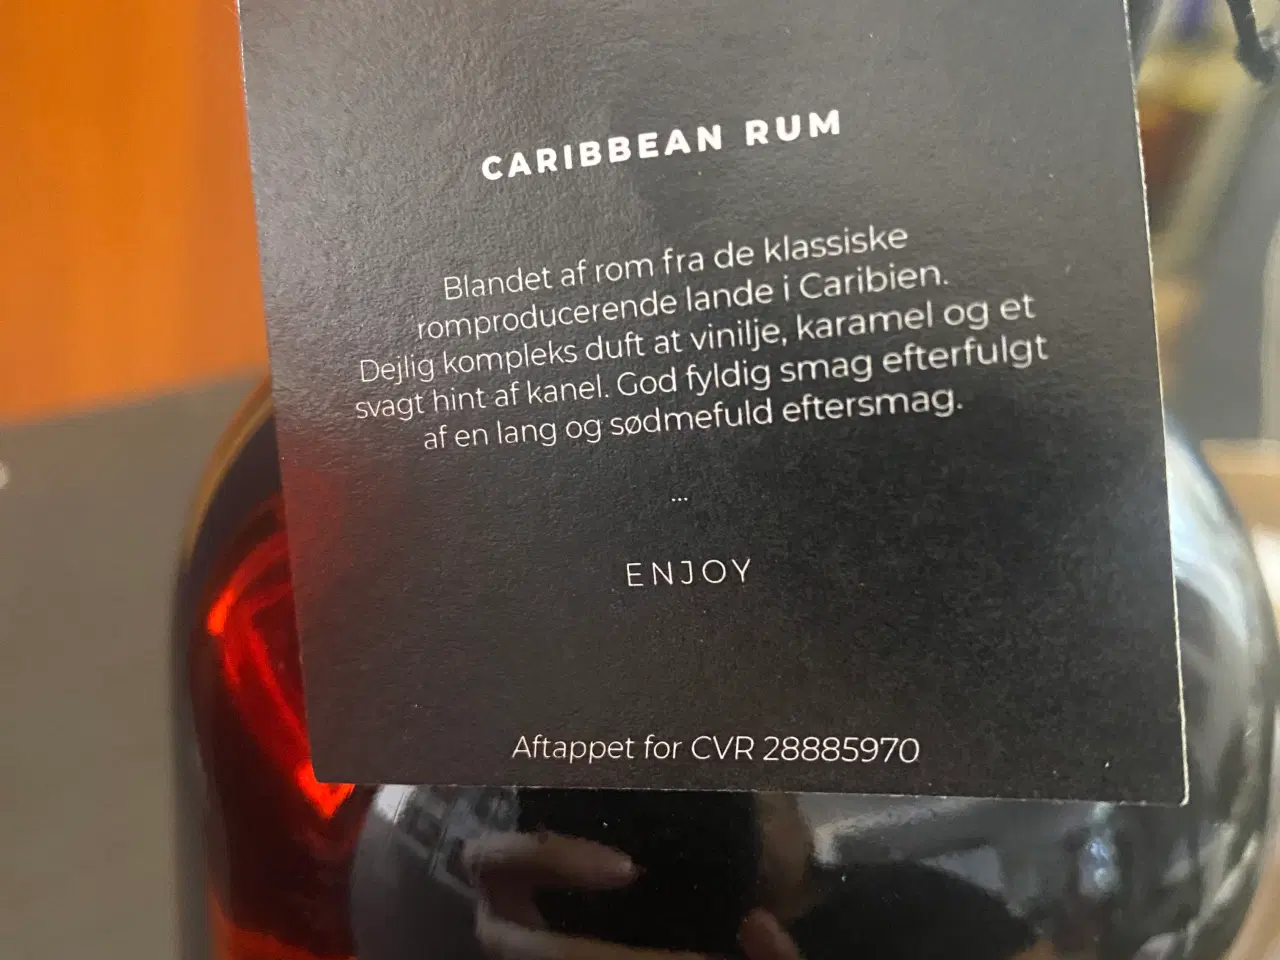 CARIBBEAN RUM
Blandet af rom fra de klassiske
romproducerende lande i Caribien.
Dejlig kompleks duft at vinilje, karamel og et
svagt hint af kanel. God fyldig smag efterfulgt
af en lang og sødmefuld eftersmag.
...
ENJOY
Aftappet for CVR 28885970